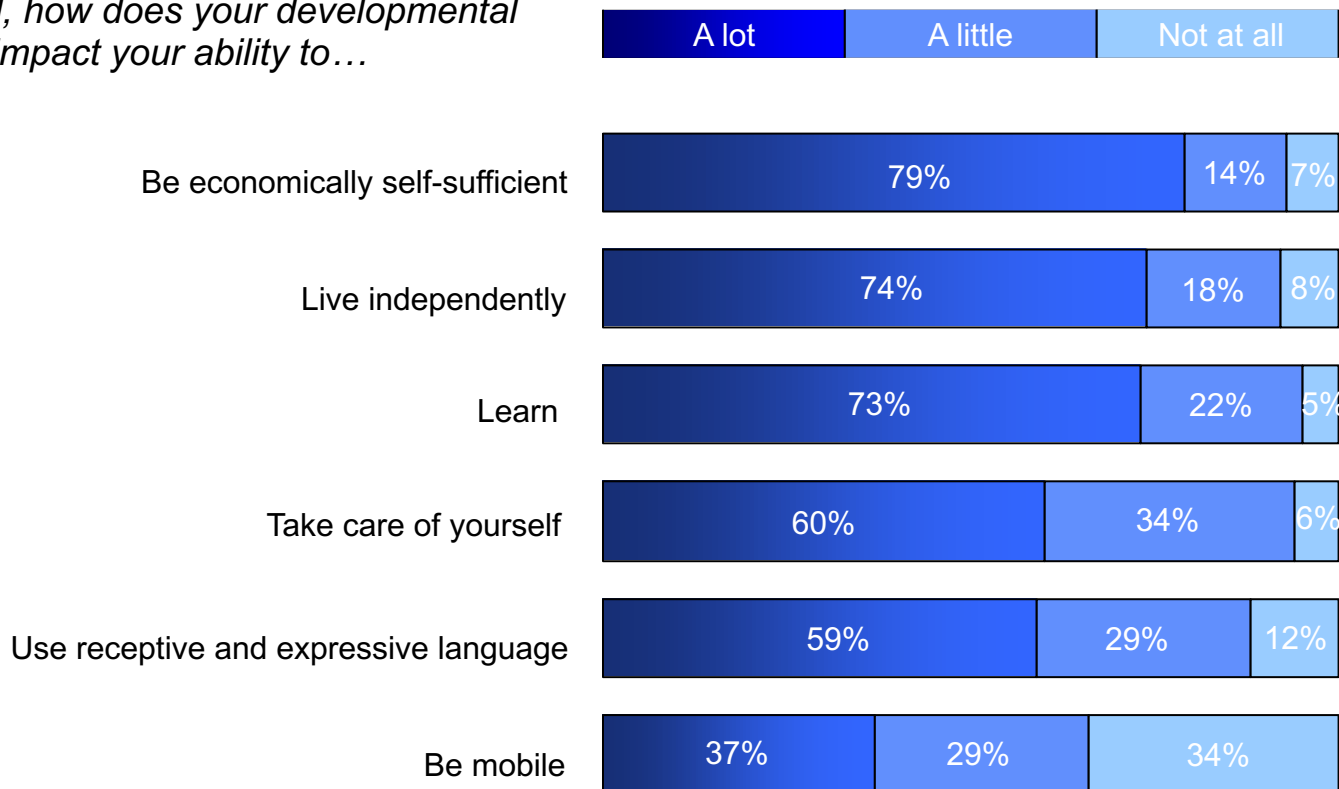 , how does your developmental
impact your ability to…
A lot A little Not at all
Be economically self-sufficient 79% 14% 7%
Live independently 74% 18% 8%
Learn 73% 22% 5%
Take care of yourself 60% 34% 6%
Use receptive and expressive language 59% 29% 12%
Be mobile 37% 29% 34%